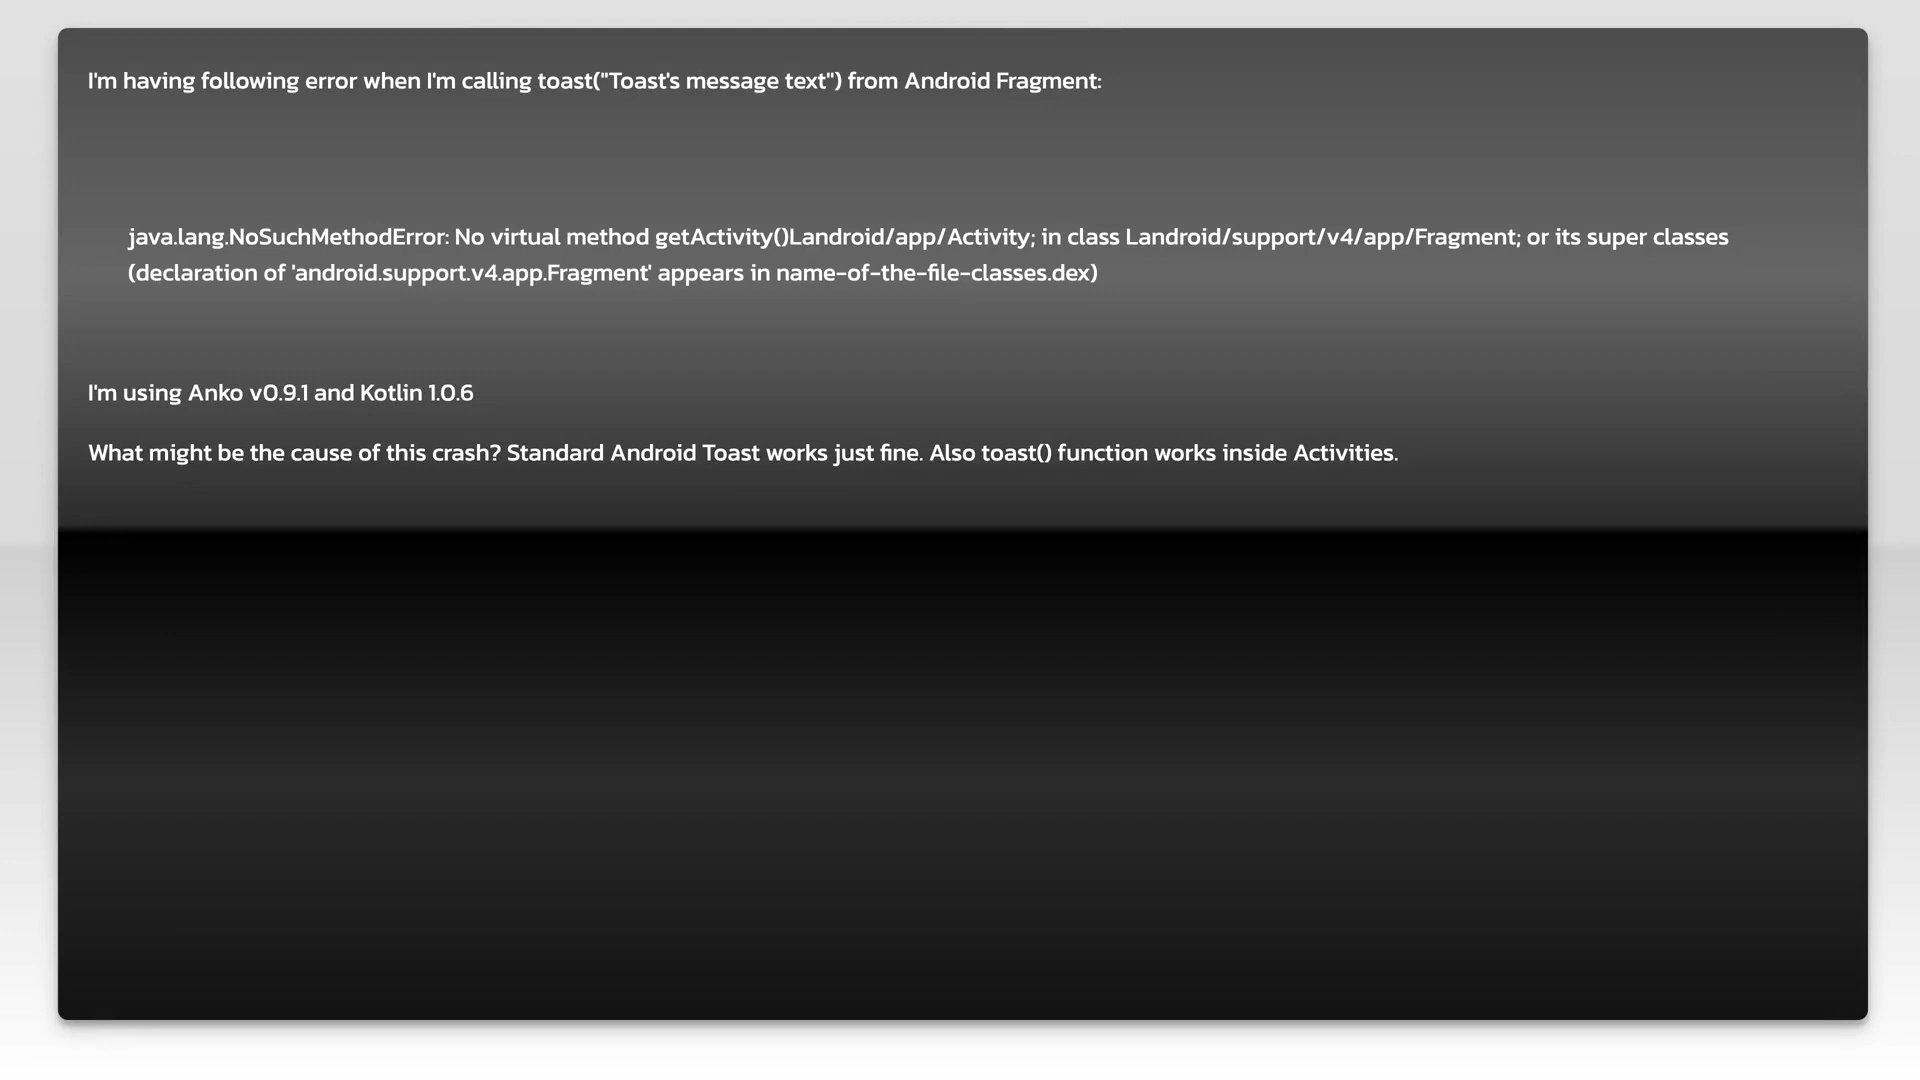 I'm having following error when I'm calling toast("Toast's message text") from Android Fragment:
java.lang.NoSuchMethodError: No virtual method getActivity()Landroid/app/Activity; in class Landroid/support/v4/app/Fragment; or its super classes
(declaration of 'android.support.v4.app.Fragment' appears in name-of-the-file-classes.dex)
I'm using Anko v0.9.1 and Kotlin 1.0.6
What might be the cause of this crash? Standard Android Toast works just fine. Also toast() function works inside Activities.